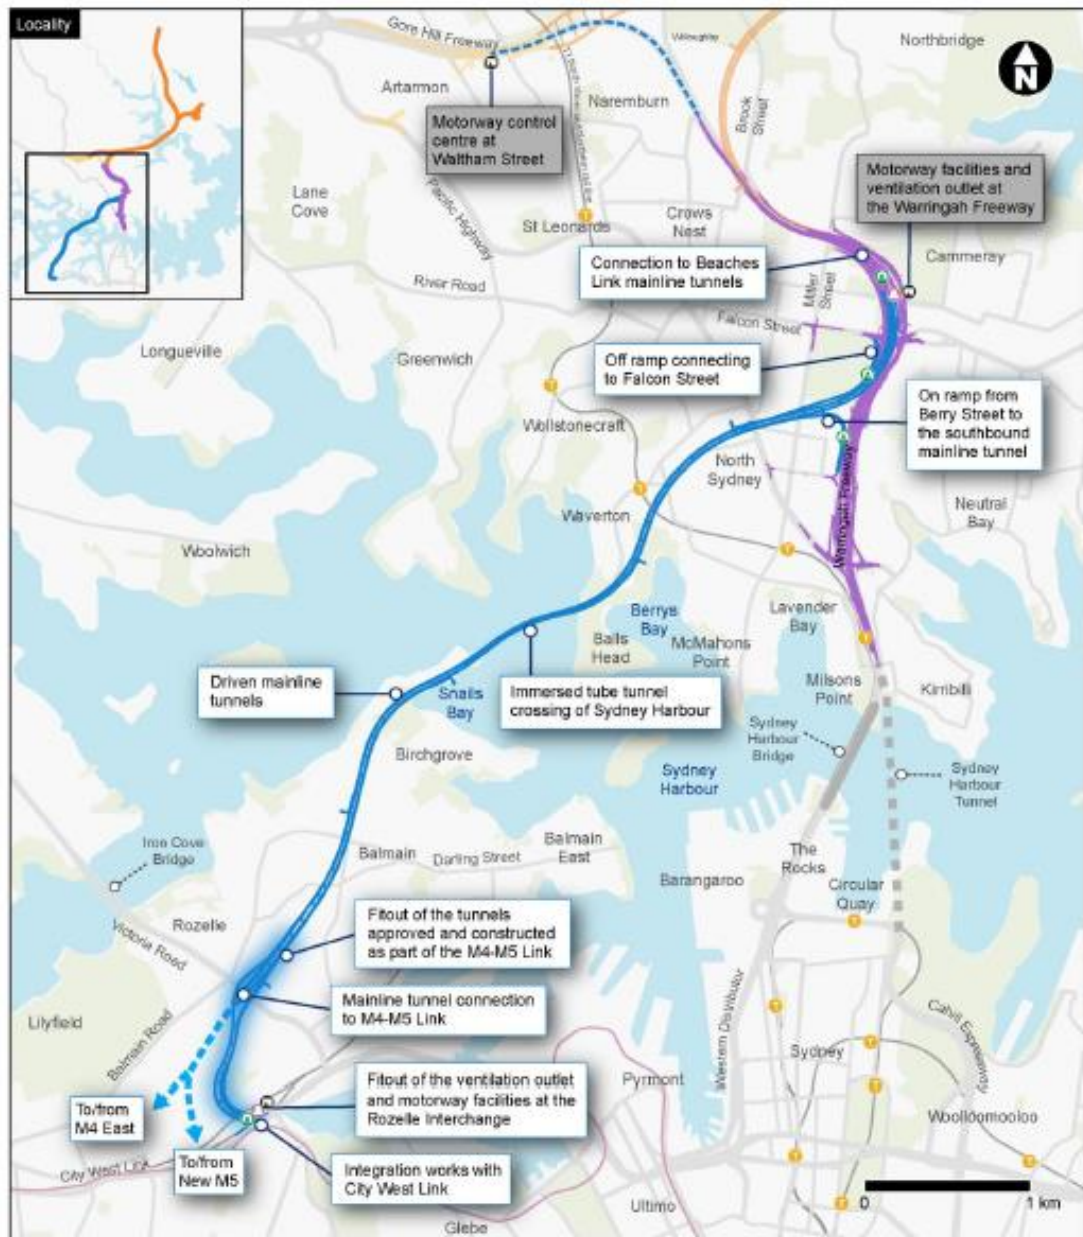 Locality
Gore Hill Freeway
Willoughby
Northbridge
N
Artarmon
Naremburn
Brook
Street
Motorway control
centre at
Waltham Street
Motorway facilities and
ventilation outlet at
the Warringah Freeway
Lane
Cove
Pacific Highway
St Leonards
Crows
Nest
Cammeray
Connection to Beaches
Link mainline tunnels
Miller
Street
River Road
Falcon Street
Longueville
Greenwich
Off ramp connecting
to Falcon Street
On ramp from
Berry Street to
the southbound
mainline tunnel
Wollstonecraft
North
Sydney
Warringah Freeway
Neutral
Bay
Waverton
Woolwich
Berrys
Bay
Lavender
Bay
Balls
Head
McMahons
Point
Driven mainline
tunnels
Snails
Bay
Immersed tube tunnel
crossing of Sydney Harbour
Milsons
Point
Kirribilli
Sydney
Harbour
Bridge
Birchgrove
Sydney
Harbour
Sydney
Harbour
Tunnel
Iron Cove
Bridge
Balmain
Darling Street
Balmain
East
The
Rocks
Barangaroo
Circular
Quay
Rozelle
Victoria Road
Fitout of the tunnels
approved and constructed
as part of the M4-M5 Link
Mainline tunnel connection
to M4-M5 Link
Lilyfield
Balmain Road
Western Distributor
Cahill Expressway
Sydney
Pyrmont
Fitout of the ventilation outlet
and motorway facilities at the
Rozelle Interchange
To/from
M4 East
Woolloomooloo
City West Link
To/from
New M5
Integration works with
City West Link
Ultimo
Glebe
0 1 km